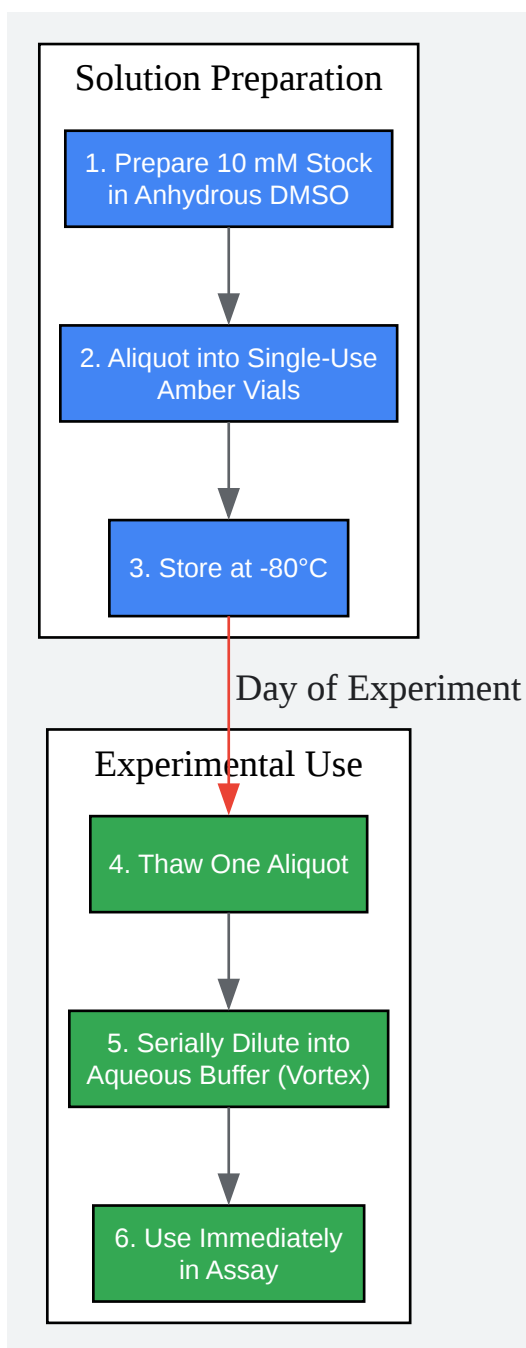 Solution Preparation
1. Prepare 10 mM Stock
in Anhydrous DMSO
2. Aliquot into Single-Use
Amber Vials
3. Store at -80°C
Day of Experiment
Experimental Use
4. Thaw One Aliquot
5. Serially Dilute into
Aqueous Buffer (Vortex)
6. Use Immediately
in Assay